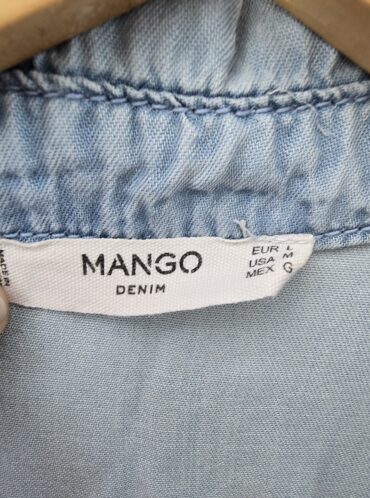 MANGO
DENIM
EUR L
USA M
MEX G